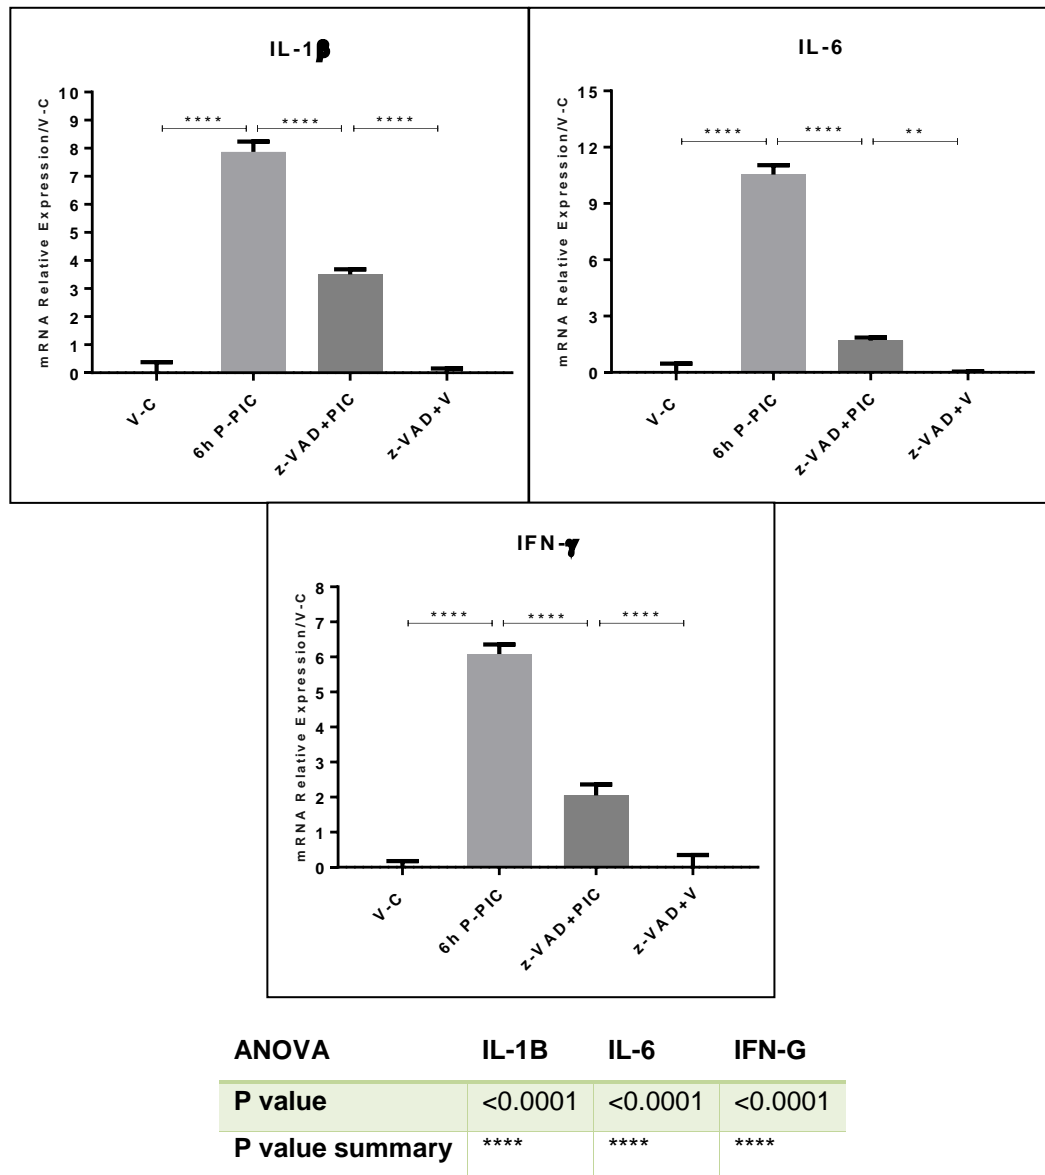 IL-1β
mRNA Relative Expression/V-C
10
9
8
7
6
5
4
3
2
1
0
**** **** ****
V-C
6h P-PIC
z-VAD+PIC
z-VAD+V
IL-6
mRNA Relative Expression/V-C
15
12
9
6
3
0
**** **** **
V-C
6h P-PIC
z-VAD+PIC
z-VAD+V
IFN-γ
mRNA Relative Expression/V-C
8
7
6
5
4
3
2
1
0
**** **** ****
V-C
6h P-PIC
z-VAD+PIC
z-VAD+V
ANOVA IL-1B IL-6 IFN-G
P value <0.0001 <0.0001 <0.0001
P value summary **** **** ****